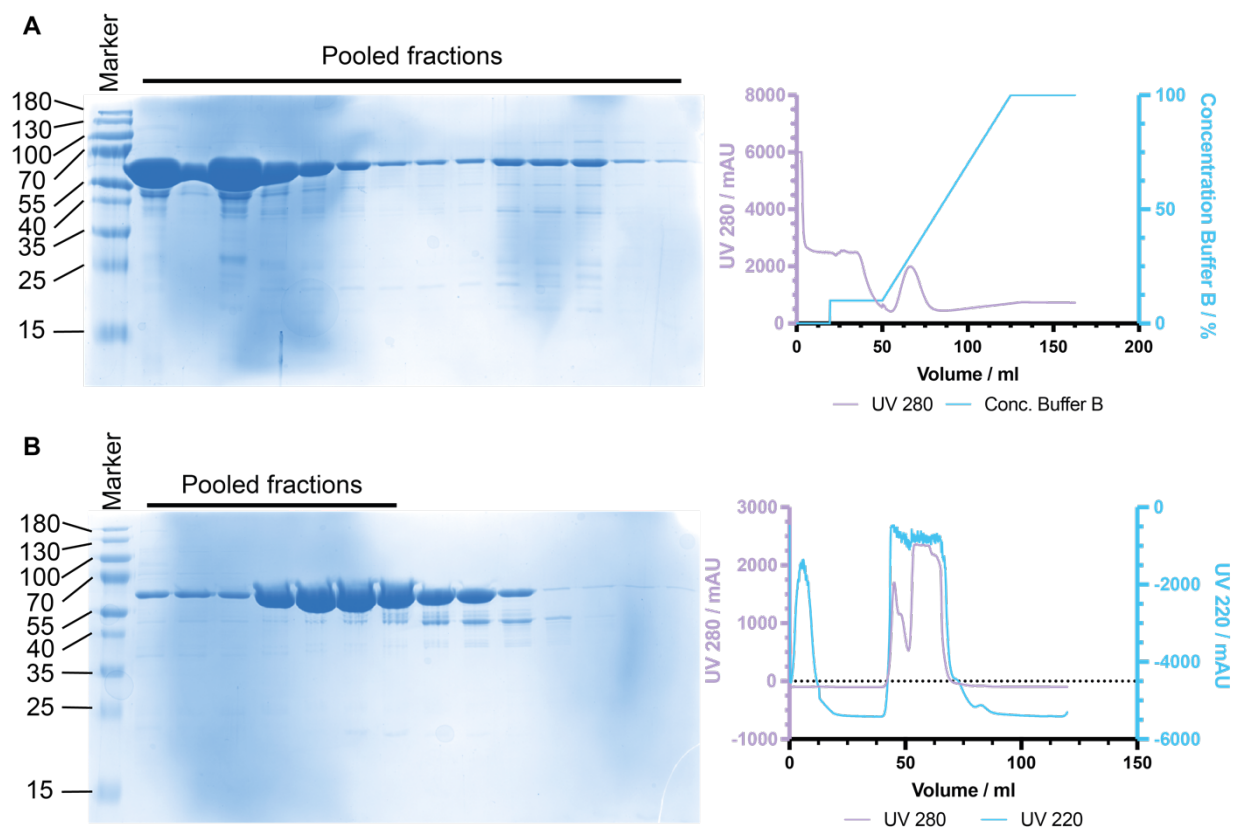 A
Marker
Pooled fractions
180
130
100
70
55
40
35
25
15
8000
6000
4000
2000
0
UV 280 / mAU
100
50
0
Concentration Buffer B / %
0
50
100
150
200
Volume / ml
UV 280
Conc. Buffer B
B
Marker
Pooled fractions
180
130
100
70
55
40
35
25
15
3000
2000
1000
0
-1000
UV 280 / mAU
0
-2000
-4000
-6000
UV 220 / mAU
0
50
100
150
Volume / ml
UV 280
UV 220